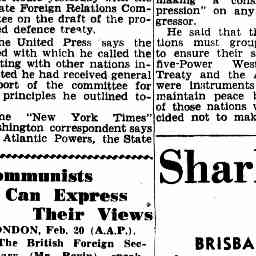 ate Foreign Relations Com-
tee on the draft of the pro-
ed defence treaty.
he United Press says the
ed with which he called the
ting with other nations in-
ted he had received general
port of the committee for
principles he outlined to-
he "New York Times"
shington correspondent says
Atlantic Powers, the State
ommunists
Can Express
Their Views
ONDON, Feb. 20 (A.A.P.).
The British Foreign Sec-
making a
pression" on any
gressor.
He said that th
tions must grou
to ensure their s
five-Power West
Treaty and the A
were instruments
maintain peace b
of those nations w
cided not to mak
Shar
BRISBA